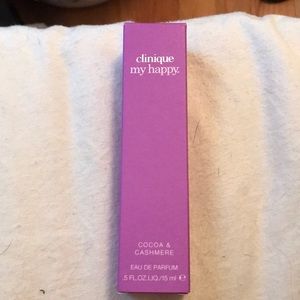 clinique
my happy.
COCOA &
CASHMERE
EAU DE PARFUM
.5 FL.OZ.LIQ./15 ml ℮